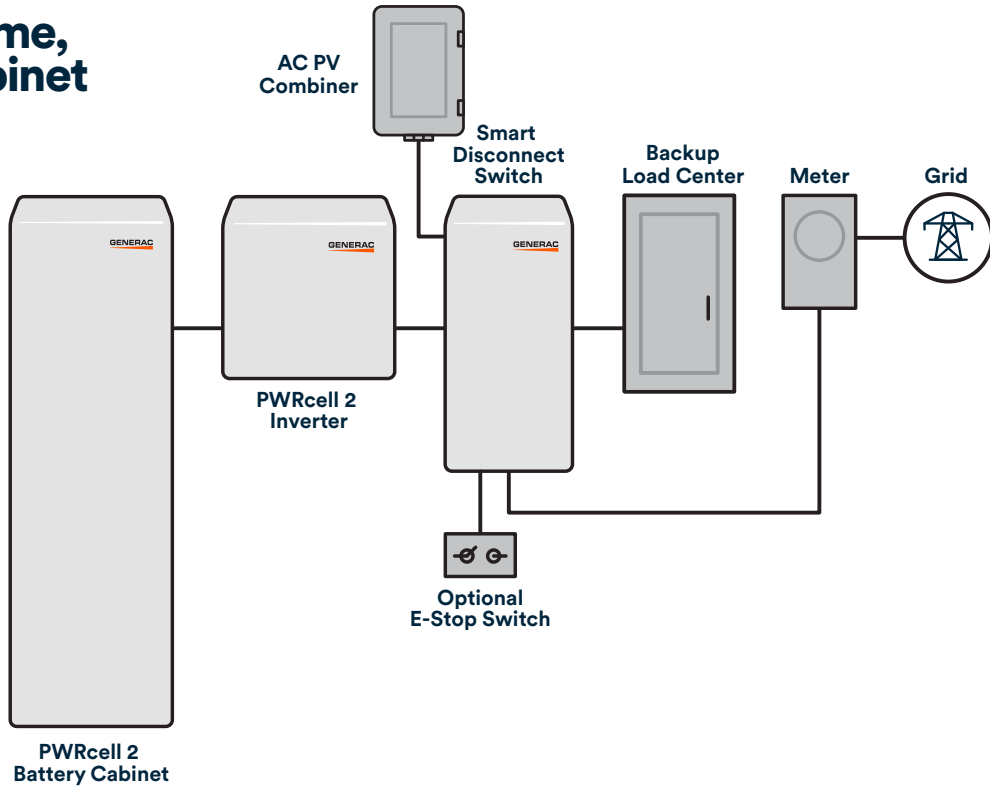 me,
binet
AC PV
Combiner
Smart
Disconnect
Switch
Backup
Load Center
Meter
Grid
GENERAC
GENERAC
GENERAC
PWRcell 2
Inverter
Optional
E-Stop Switch
PWRcell 2
Battery Cabinet